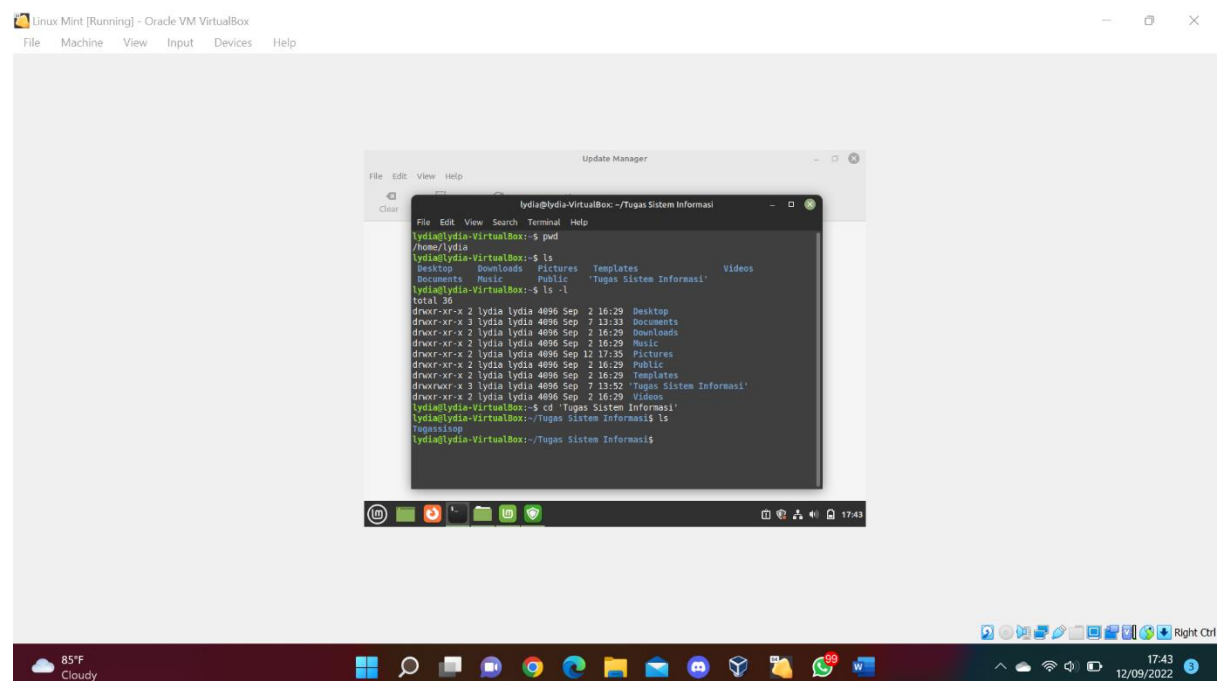 Linux Mint [Running] - Oracle VM VirtualBox
File Machine View Input Devices Help
Update Manager
File Edit View Help
Clear
lydia@lydia-VirtualBox: ~/Tugas Sistem Informasi
File Edit View Search Terminal Help
lydia@lydia-VirtualBox:~$ pwd
/home/lydia
lydia@lydia-VirtualBox:~$ ls
Desktop Downloads Pictures Templates Videos
Documents Music Public 'Tugas Sistem Informasi'
lydia@lydia-VirtualBox:~$ ls -l
total 36
drwxr-xr-x 2 lydia lydia 4096 Sep 2 16:29 Desktop
drwxr-xr-x 3 lydia lydia 4096 Sep 7 13:33 Documents
drwxr-xr-x 2 lydia lydia 4096 Sep 2 16:29 Downloads
drwxr-xr-x 2 lydia lydia 4096 Sep 2 16:29 Music
drwxr-xr-x 2 lydia lydia 4096 Sep 12 17:35 Pictures
drwxr-xr-x 2 lydia lydia 4096 Sep 2 16:29 Public
drwxr-xr-x 2 lydia lydia 4096 Sep 2 16:29 Templates
drwxrwxr-x 3 lydia lydia 4096 Sep 7 13:52 'Tugas Sistem Informasi'
drwxr-xr-x 2 lydia lydia 4096 Sep 2 16:29 Videos
lydia@lydia-VirtualBox:~$ cd 'Tugas Sistem Informasi'
lydia@lydia-VirtualBox:~/Tugas Sistem Informasi$ ls
Tugassisop
lydia@lydia-VirtualBox:~/Tugas Sistem Informasi$
17:43
Right Ctrl
85°F
Cloudy
99
17:43
12/09/2022
3